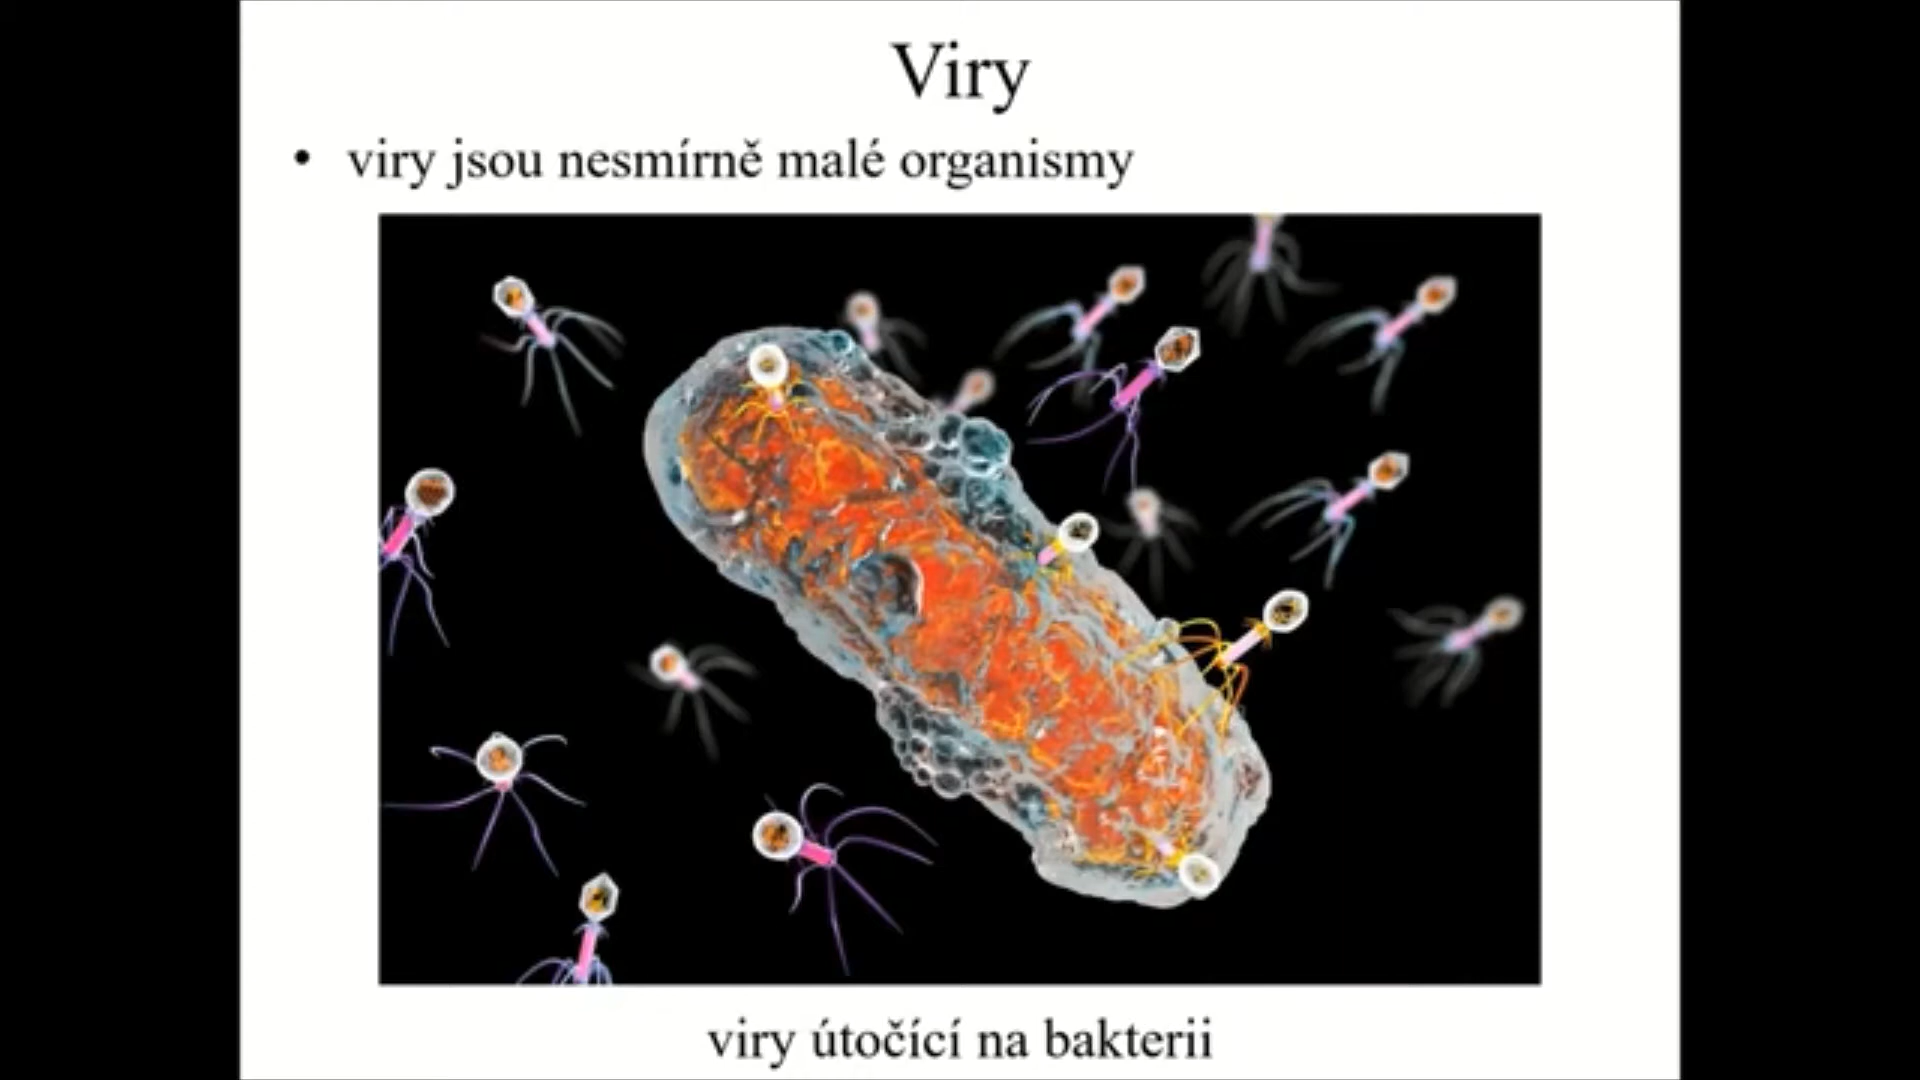 Viry
• viry jsou nesmírně malé organismy
viry útočící na bakterii